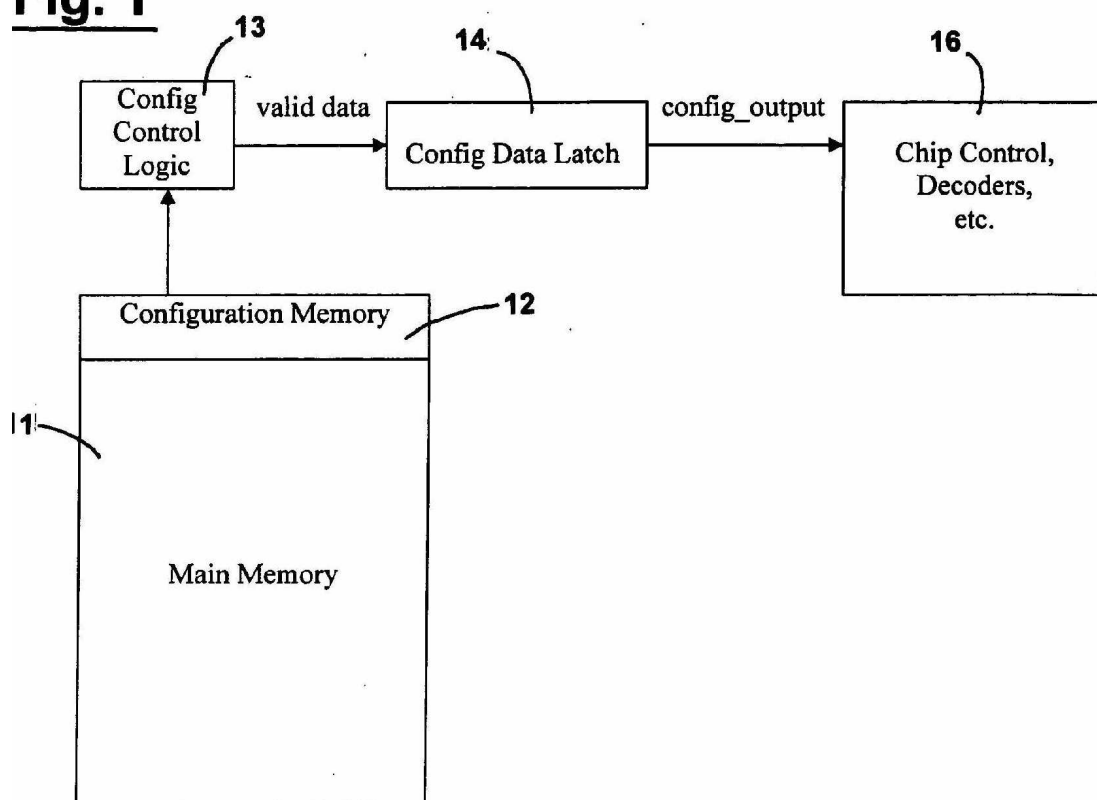 Fig. 1
13
14
16
Config
Control
Logic
valid data
Config Data Latch
config_output
Chip Control,
Decoders,
etc.
Configuration Memory
12
11
Main Memory